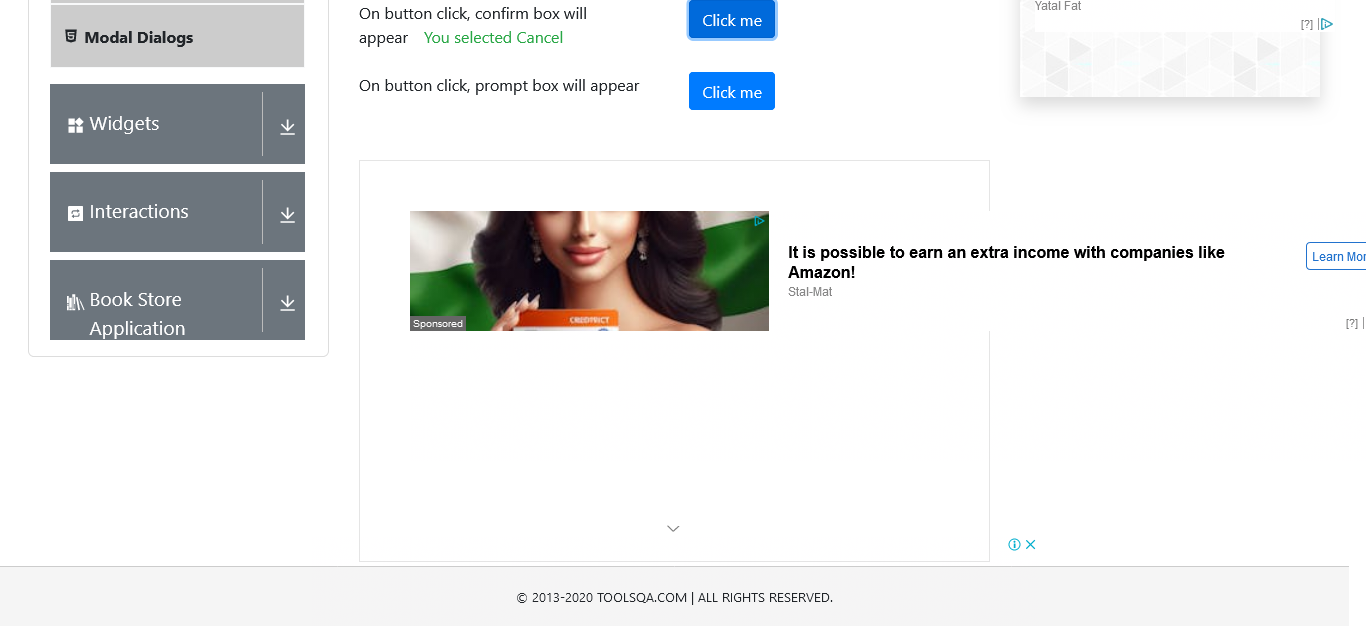 Modal Dialogs
Widgets
Interactions
Book Store
Application
On button click, confirm box will
appear You selected Cancel
Click me
On button click, prompt box will appear
Click me
Yatal Fat
[?]
CREDYRICT
Sponsored
It is possible to earn an extra income with companies like
Amazon!
Stal-Mat
Learn Mor
[?]
© 2013-2020 TOOLSQA.COM | ALL RIGHTS RESERVED.